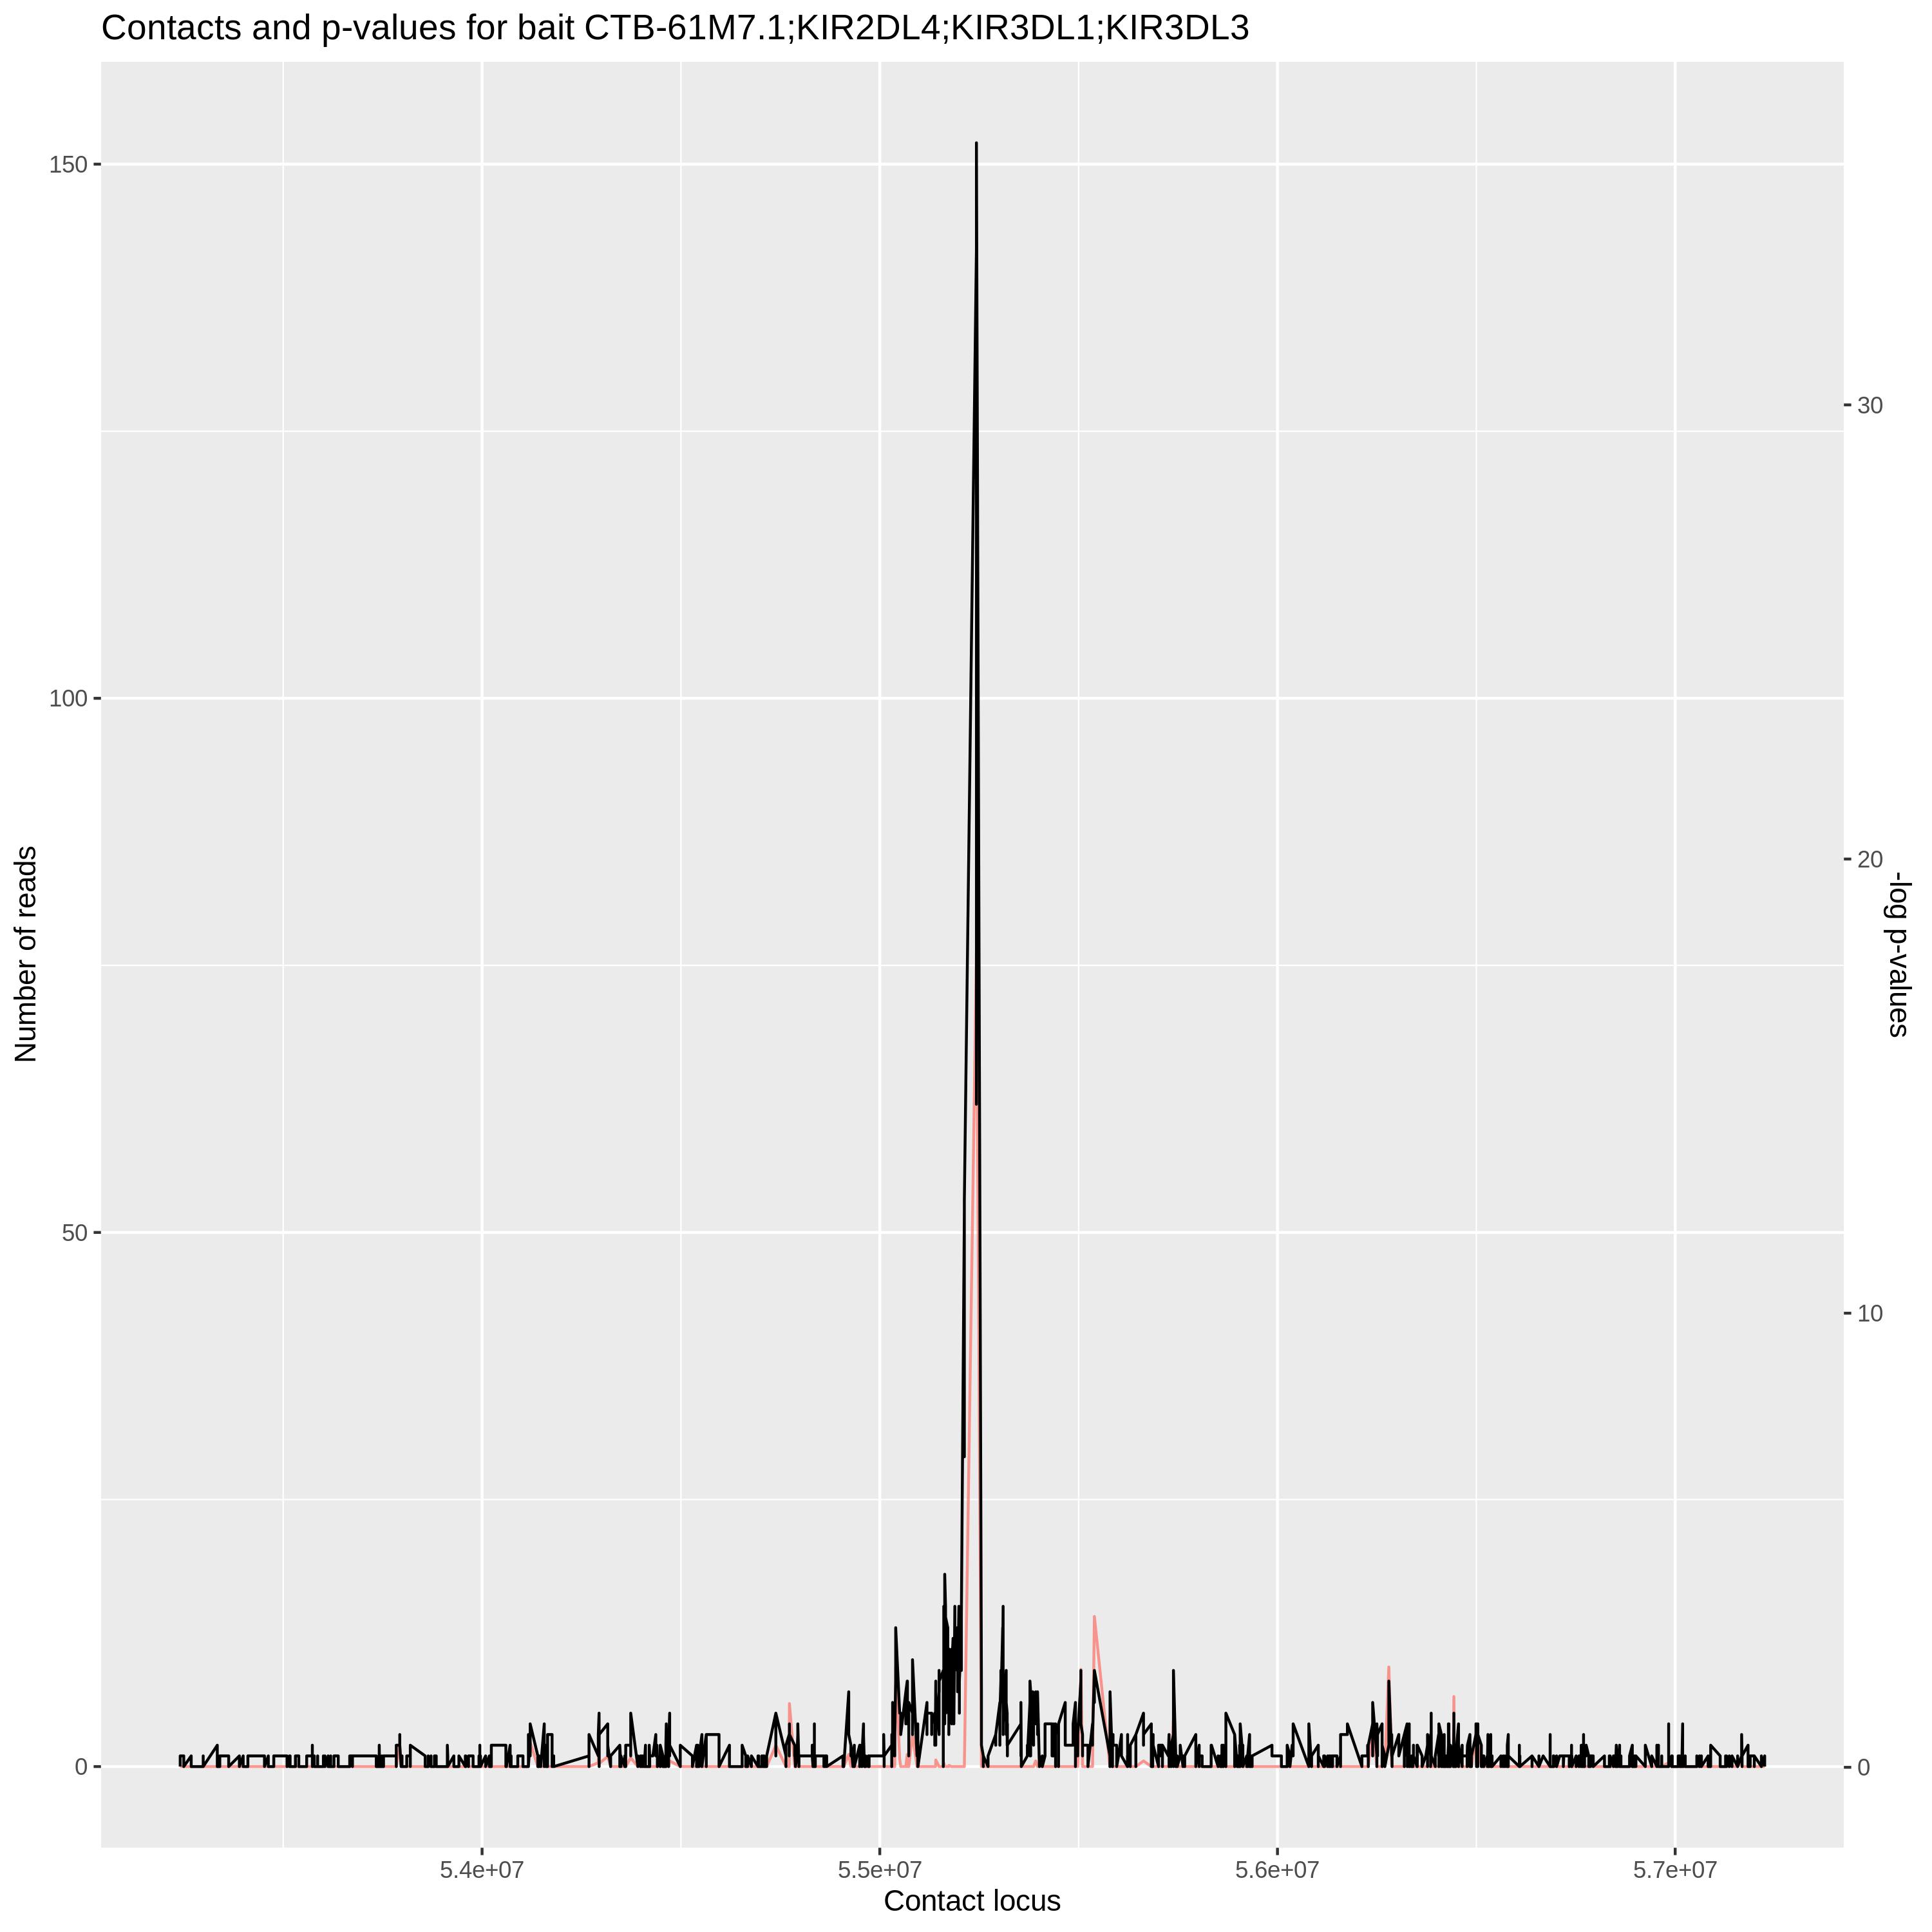 Contacts and p-values for bait CTB-61M7.1;KIR2DL4;KIR3DL1;KIR3DL3
150
100
50
0
Number of reads
30
20
10
0
-log p-values
5.4e+07
5.5e+07
5.6e+07
5.7e+07
Contact locus